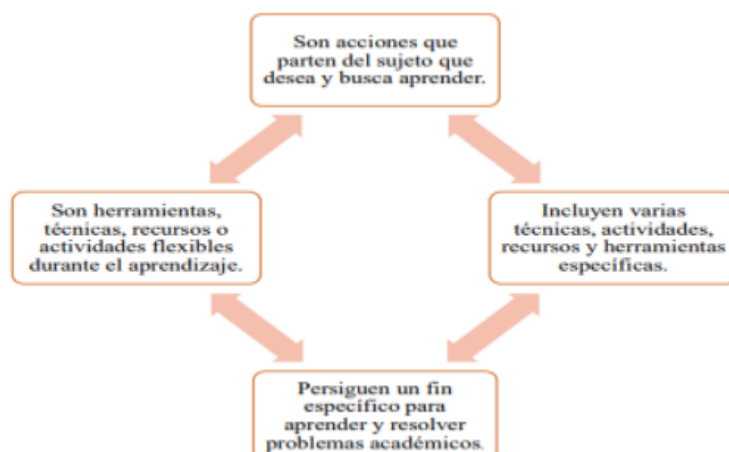 Son acciones que
parten del sujeto que
desea y busca aprender.
Son herramientas,
técnicas, recursos o
actividades flexibles
durante el aprendizaje.
Incluyen varias
técnicas, actividades,
recursos y herramientas
específicas.
Persiguen un fin
específico para
aprender y resolver
problemas académicos.